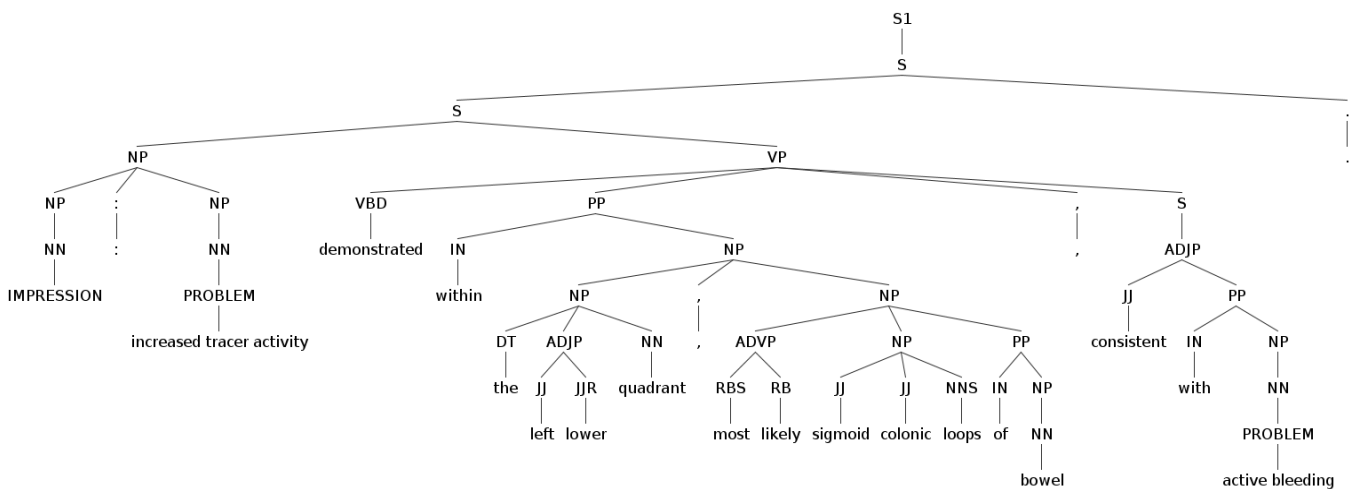 S1
S
S .
NP VP .
NP : NP VBD PP , S
NN : NN demonstrated IN NP , ADJP
IMPRESSION PROBLEM within NP , NP JJ PP
increased tracer activity DT ADJP NN , ADVP NP PP consistent IN NP
the JJ JJR quadrant RBS RB JJ JJ NNS IN NP with NN
left lower most likely sigmoid colonic loops of NN PROBLEM
bowel active bleeding